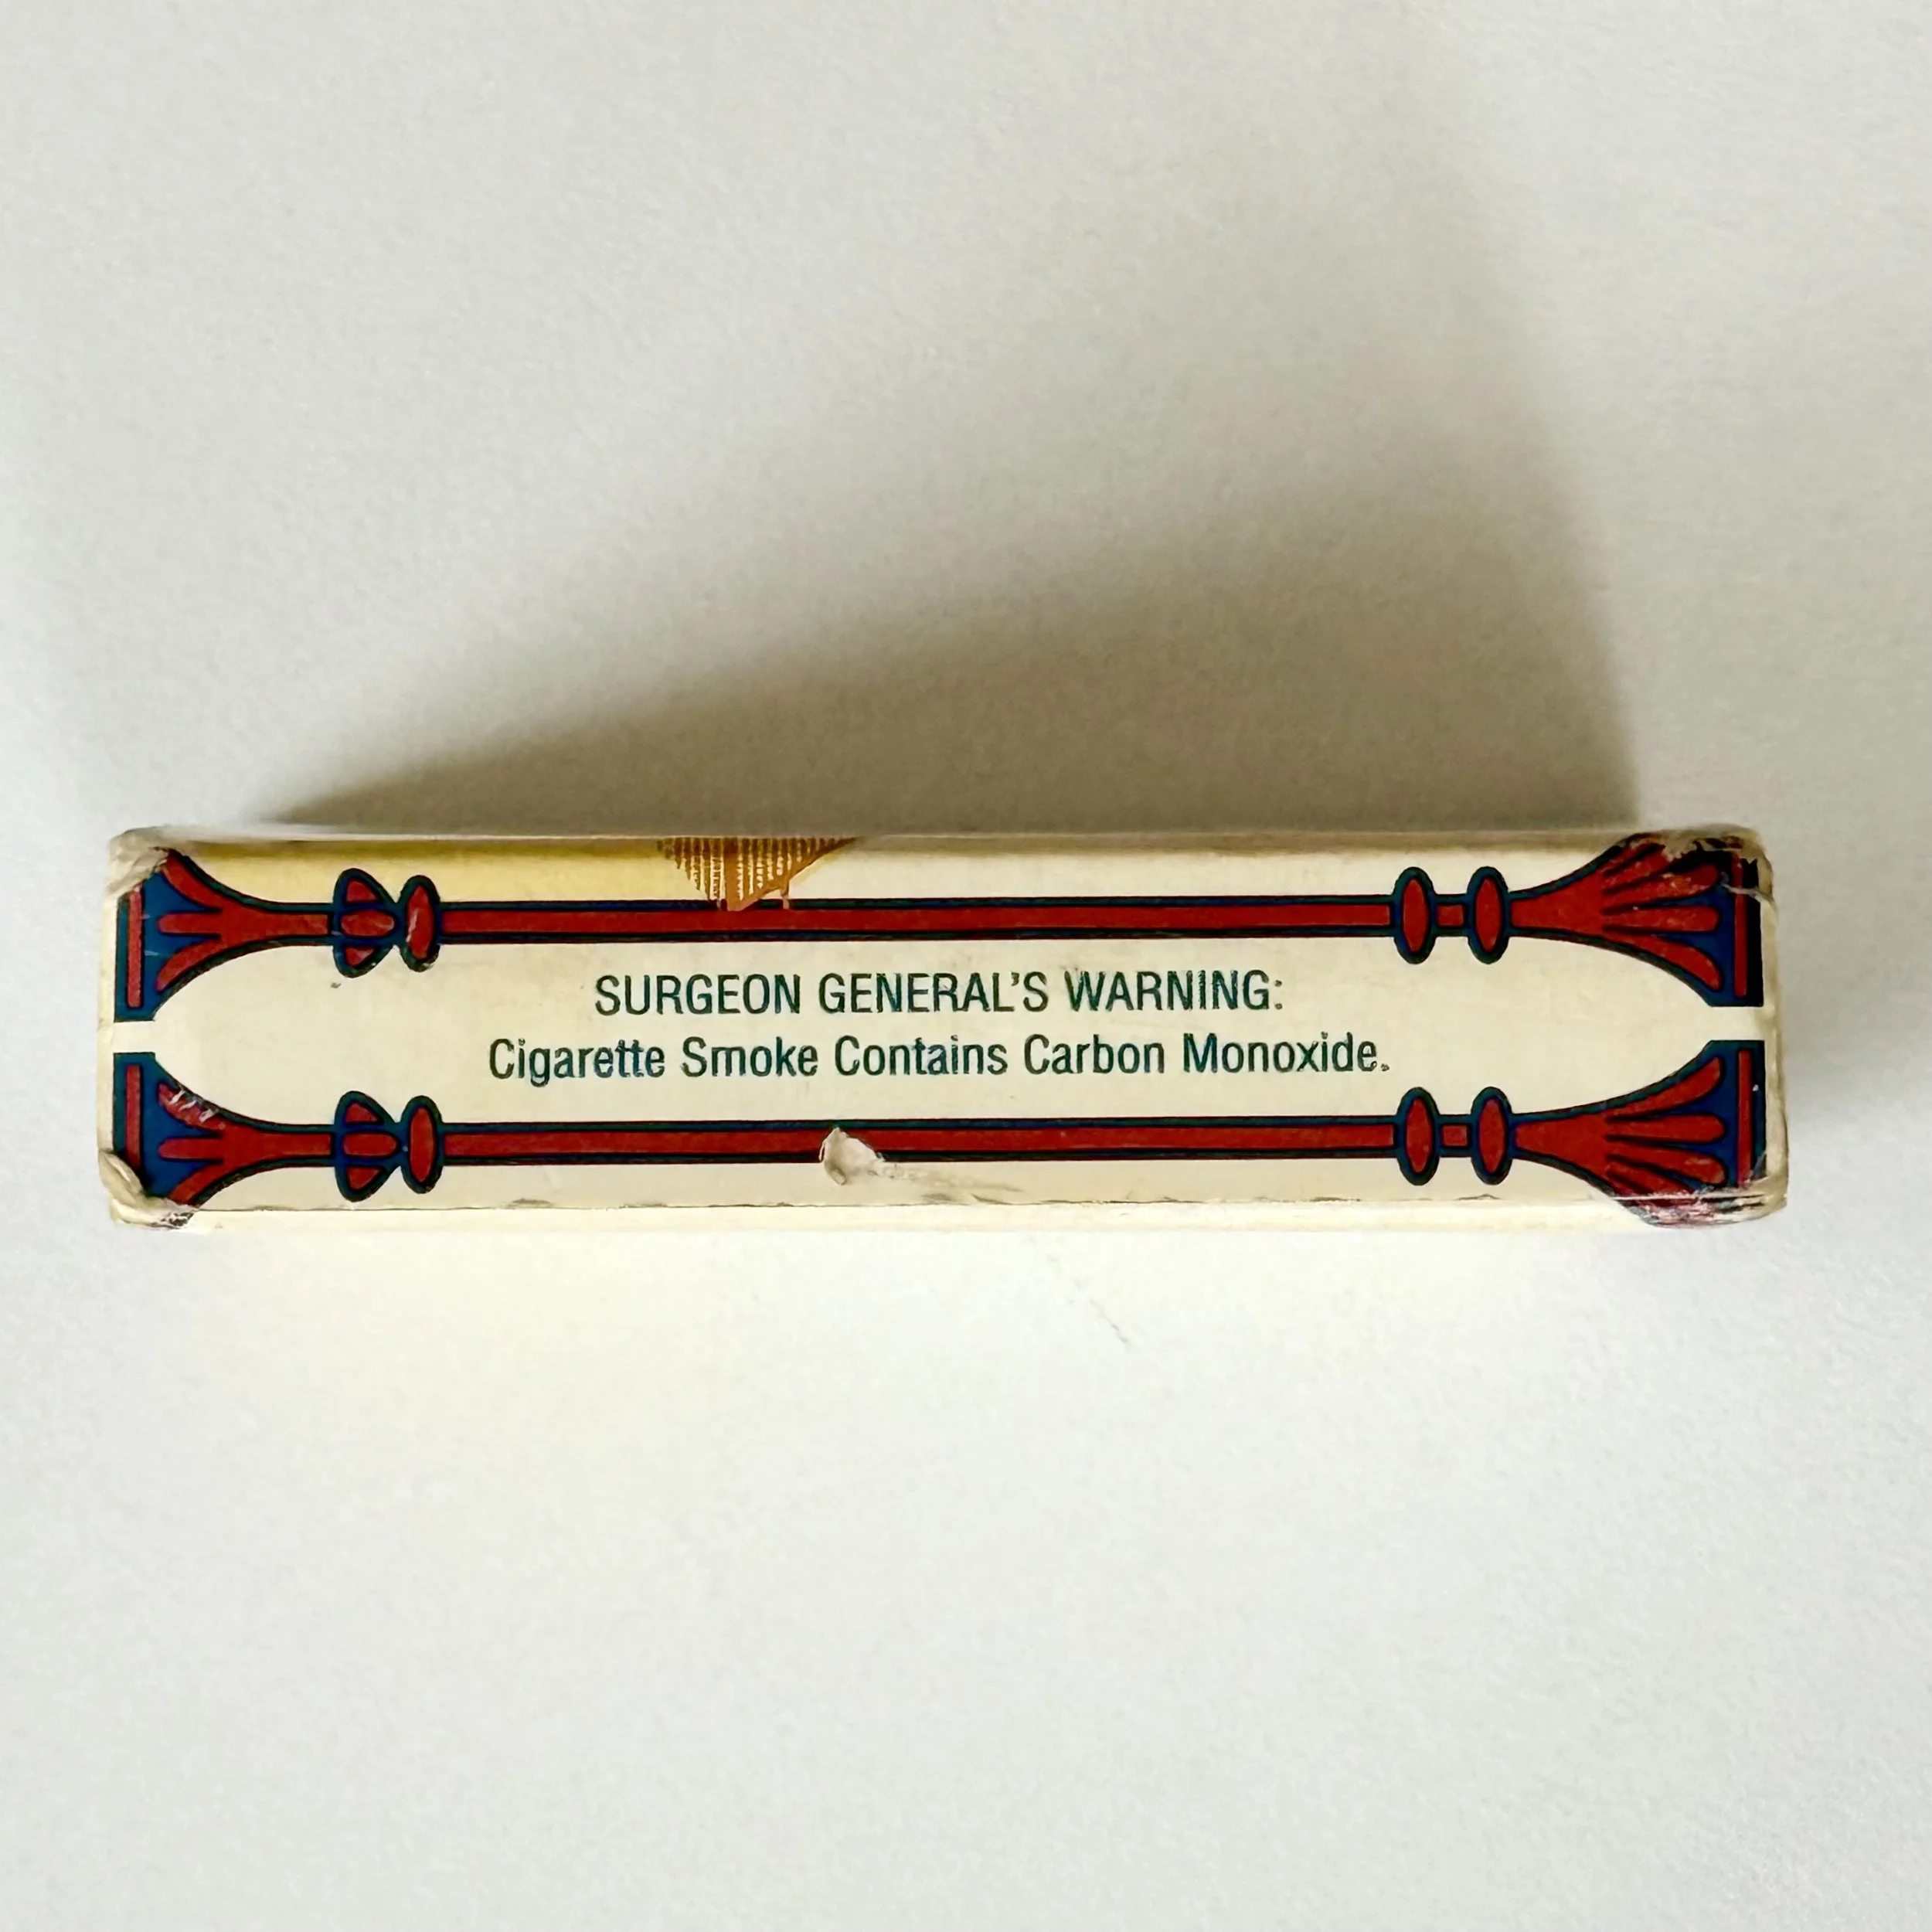 SURGEON GENERAL'S WARNING:
Cigarette Smoke Contains Carbon Monoxide.